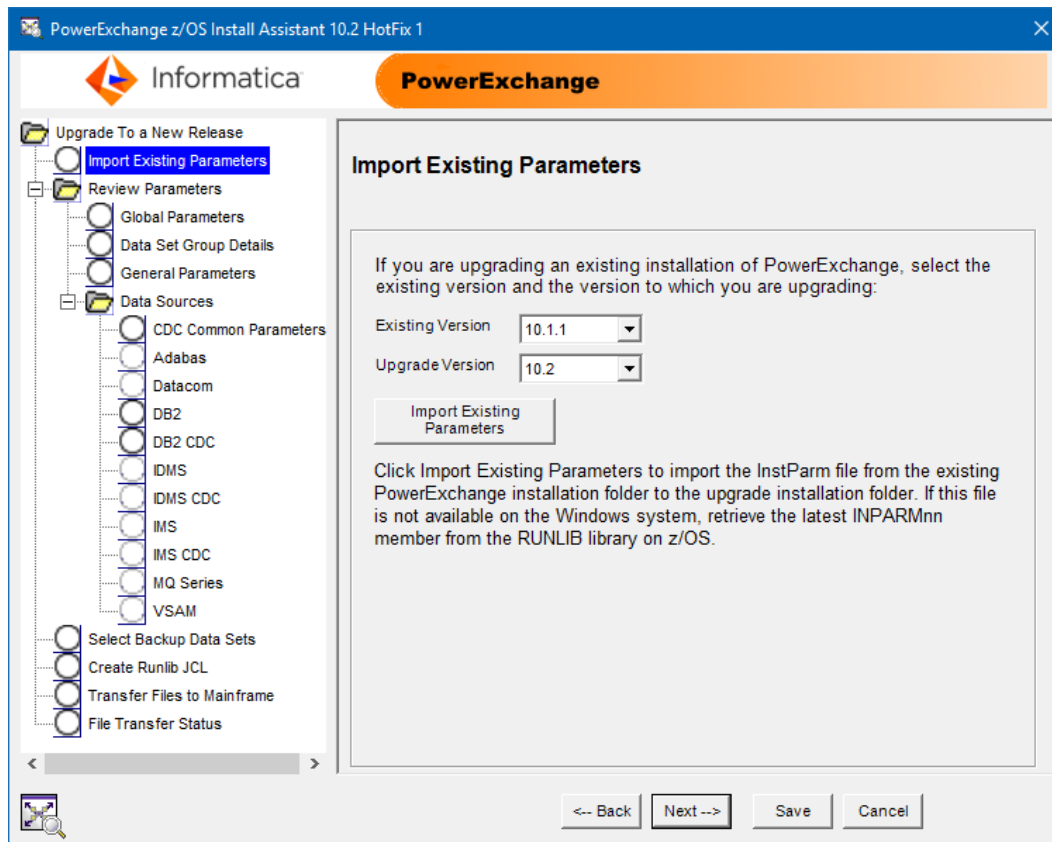 PowerExchange z/OS Install Assistant 10.2 HotFix 1
Informatica
PowerExchange
Upgrade To a New Release
Import Existing Parameters
Review Parameters
Global Parameters
Data Set Group Details
General Parameters
Data Sources
CDC Common Parameters
Adabas
Datacom
DB2
DB2 CDC
IDMS
IDMS CDC
IMS
IMS CDC
MQ Series
VSAM
Select Backup Data Sets
Create Runlib JCL
Transfer Files to Mainframe
File Transfer Status
Import Existing Parameters
If you are upgrading an existing installation of PowerExchange, select the
existing version and the version to which you are upgrading:
Existing Version 10.1.1
Upgrade Version 10.2
Import Existing
Parameters
Click Import Existing Parameters to import the InstParm file from the existing
PowerExchange installation folder to the upgrade installation folder. If this file
is not available on the Windows system, retrieve the latest INPARMnn
member from the RUNLIB library on z/OS.
<-- Back Next --> Save Cancel